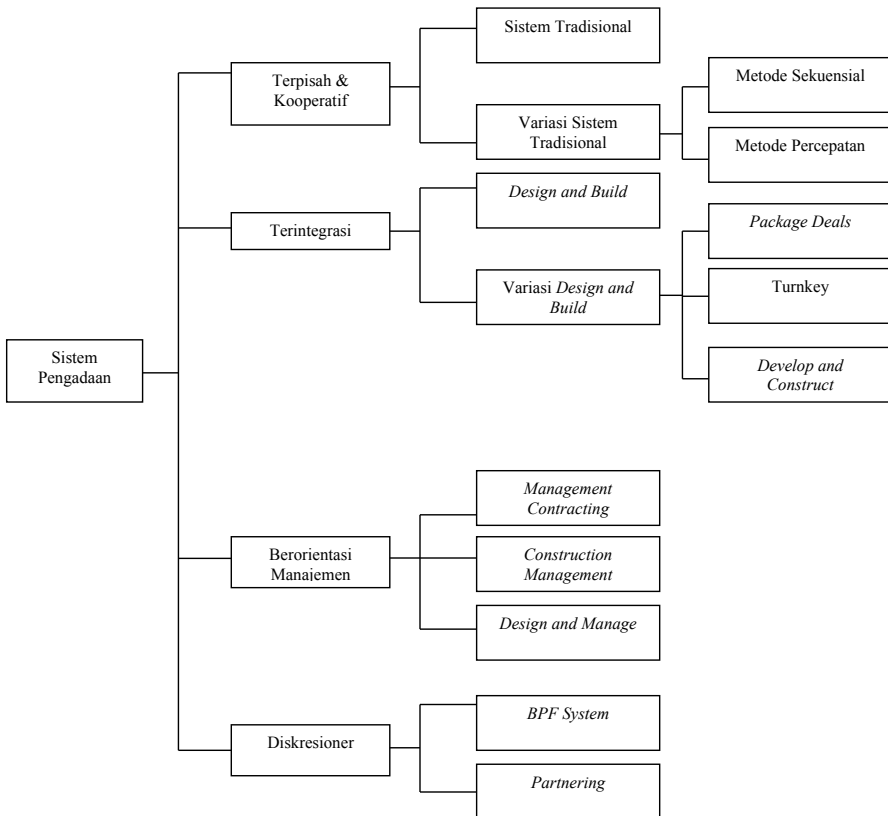 Sistem Tradisional
Terpisah &
Kooperatif
Metode Sekuensial
Variasi Sistem
Tradisional
Metode Percepatan
Design and Build
Terintegrasi
Package Deals
Variasi Design and
Build
Turnkey
Sistem
Pengadaan
Develop and
Construct
Management
Contracting
Berorientasi
Manajemen
Construction
Management
Design and Manage
BPF System
Diskresioner
Partnering